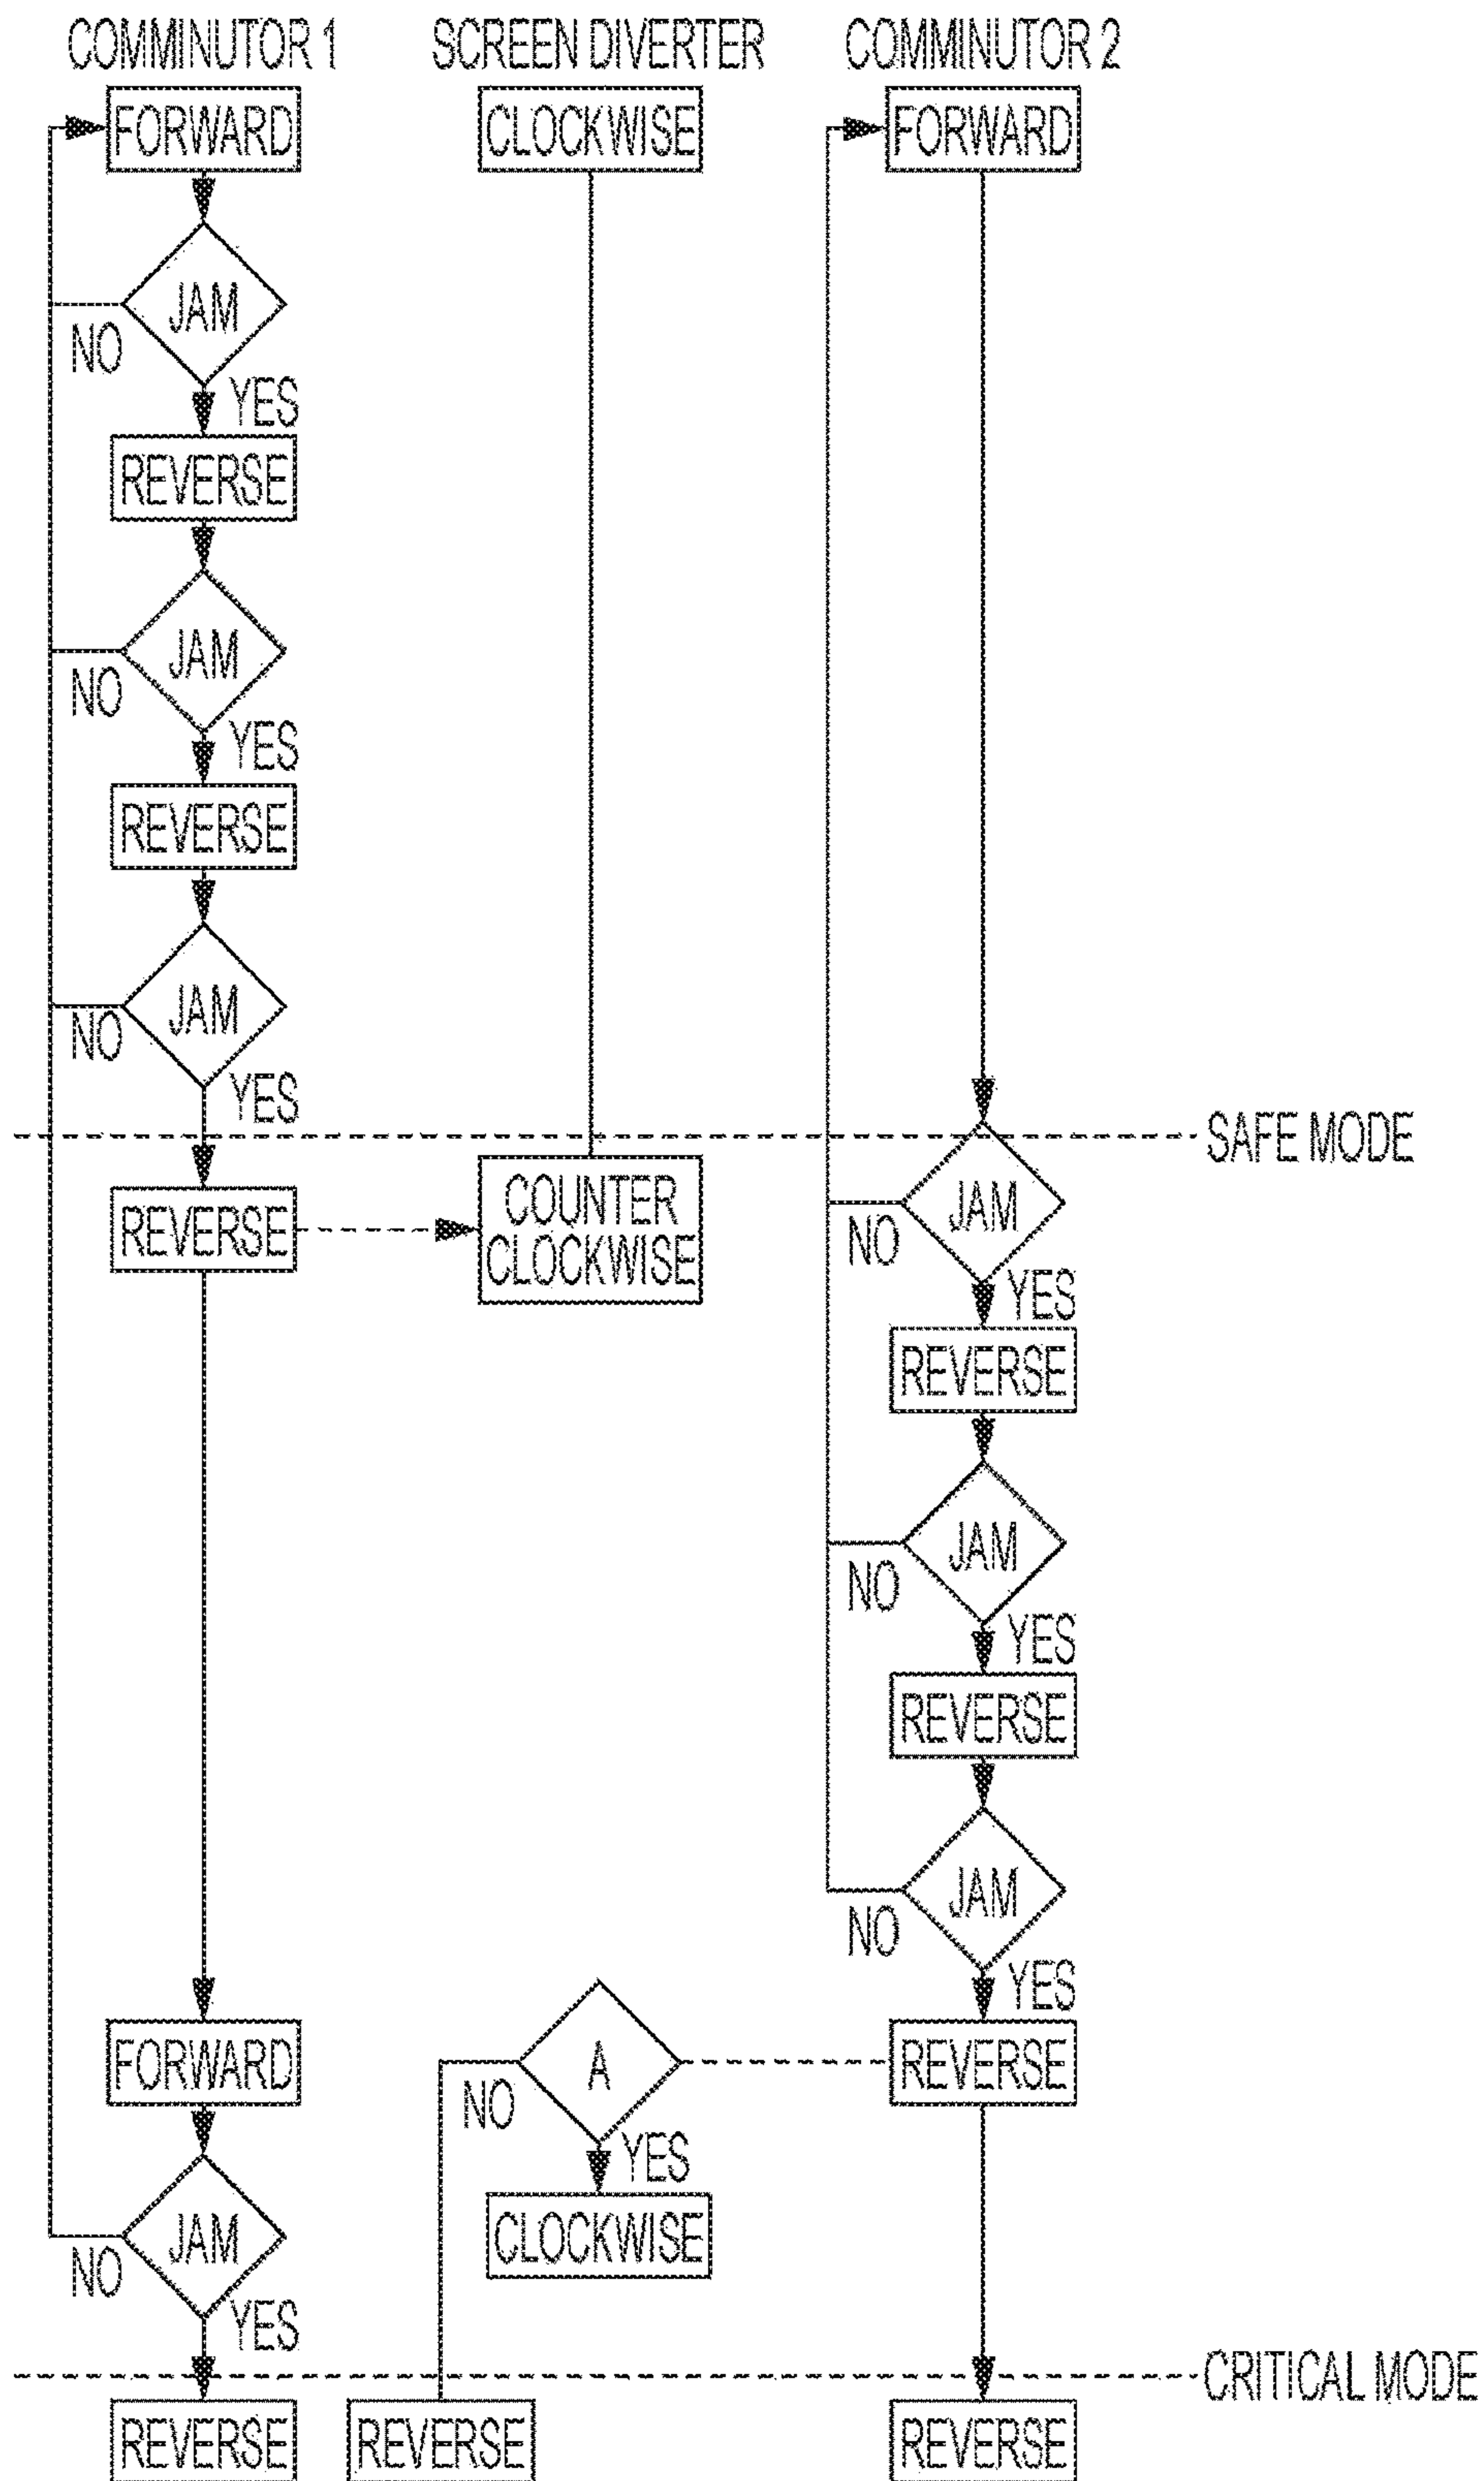 COMMINUTOR 1
SCREEN DIVERTER
COMMINUTOR 2
FORWARD
CLOCKWISE
FORWARD
JAM
NO
YES
REVERSE
JAM
NO
YES
REVERSE
JAM
NO
YES
SAFE MODE
REVERSE
COUNTER
CLOCKWISE
JAM
NO
YES
REVERSE
JAM
NO
YES
REVERSE
JAM
NO
YES
FORWARD
A
REVERSE
NO
YES
JAM
CLOCKWISE
NO
YES
CRITICAL MODE
REVERSE
REVERSE
REVERSE